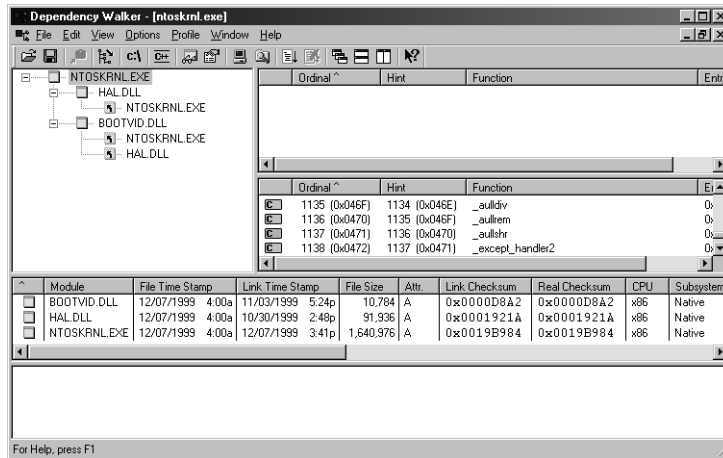 Dependency Walker - [ntoskrnl.exe]
File Edit View Options Profile Window Help
c:\ C++
NTOSKRNL.EXE
HAL.DLL
NTOSKRNL.EXE
BOOTVID.DLL
NTOSKRNL.EXE
HAL.DLL
Ordinal ^ Hint Function Entr
Ordinal ^ Hint Function
C 1135 (0x046F) 1134 (0x046E) _aulldiv 0x
C 1136 (0x0470) 1135 (0x046F) _aullrem 0x
C 1137 (0x0471) 1136 (0x0470) _aullshr 0x
C 1138 (0x0472) 1137 (0x0471) _except_handler2 0x
^ Module File Time Stamp Link Time Stamp File Size Attr. Link Checksum Real Checksum CPU Subsystem
BOOTVID.DLL 12/07/1999 4:00a 11/03/1999 5:24p 10,784 A 0x0000D8A2 0x0000D8A2 x86 Native
HAL.DLL 12/07/1999 4:00a 10/30/1999 2:48p 91,936 A 0x0001921A 0x0001921A x86 Native
NTOSKRNL.EXE 12/07/1999 4:00a 12/07/1999 3:41p 1,640,976 A 0x0019B984 0x0019B984 x86 Native
For Help, press F1